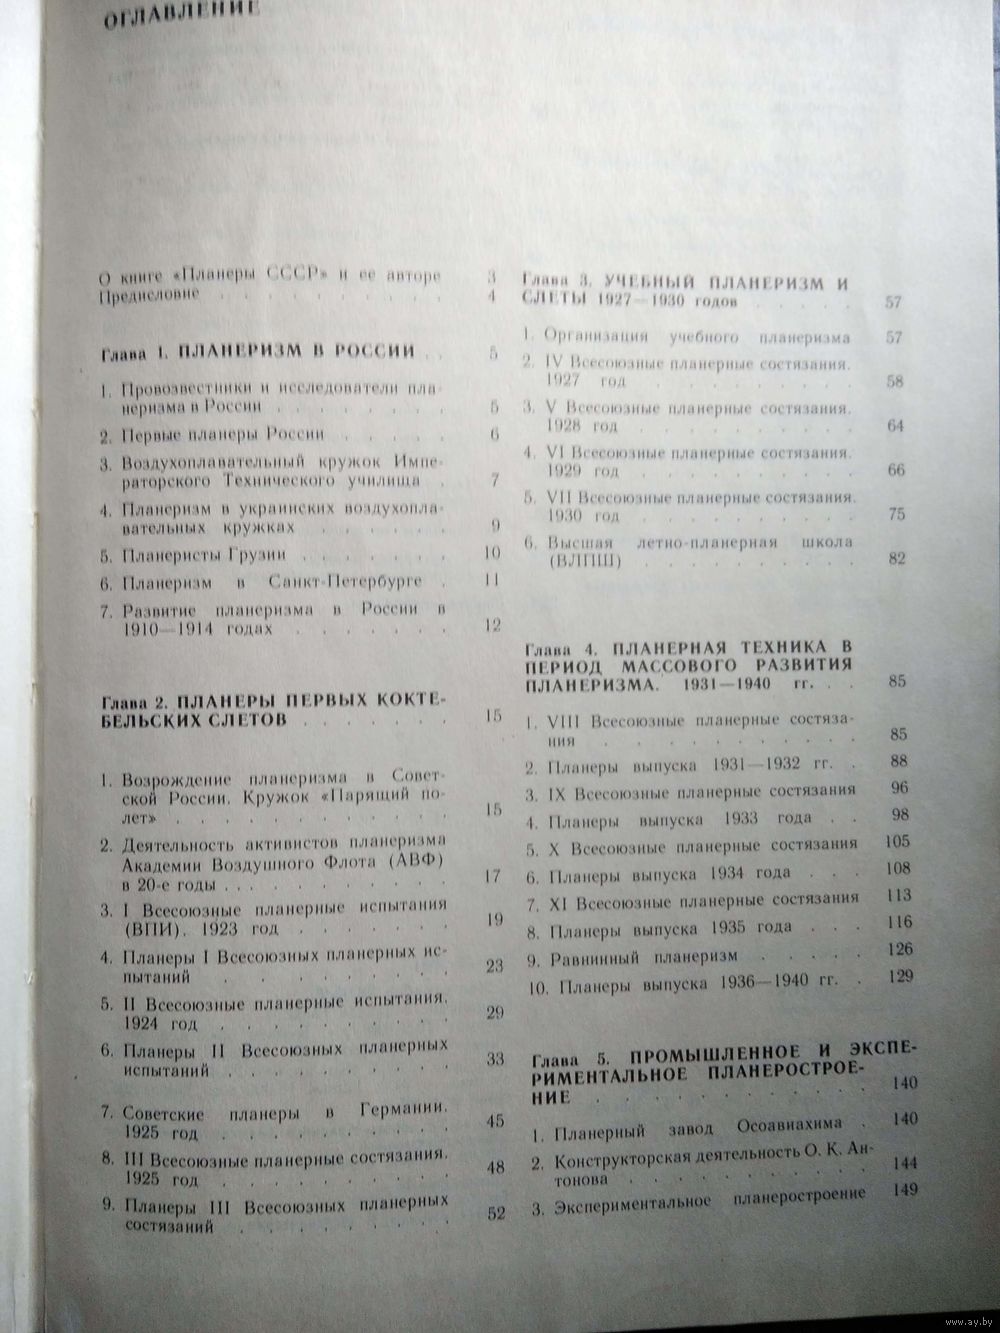 ОГЛАВЛЕНИЕ
О книге «Планеры СССР» и ее авторе 3
Предисловие . . . . . . . . . . 4
Глава 1. ПЛАНЕРИЗМ В РОССИИ . . 5
1. Провозвестники и исследователи пла-
неризма в России . . . . . . . . 5
2. Первые планеры России . . . . . 6
3. Воздухоплавательный кружок Импе-
раторского Технического училища . 7
4. Планеризм в украинских воздухопла-
вательных кружках . . . . . . . 9
5. Планеристы Грузии . . . . . . . 10
6. Планеризм в Санкт-Петербурге . 11
7. Развитие планеризма в России в
1910—1914 годах . . . . . . . 12
Глава 2. ПЛАНЕРЫ ПЕРВЫХ КОКТЕ-
БЕЛЬСКИХ СЛЕТОВ . . . . . . . 15
1. Возрождение планеризма в Совет-
ской России. Кружок «Парящий по-
лет» . . . . . . . . . . . . 15
2. Деятельность активистов планеризма
Академии Воздушного Флота (АВФ)
в 20-е годы . . . . . . . . . . . 17
3. I Всесоюзные планерные испытания
(ВПИ). 1923 год . . . . . . . 19
4. Планеры I Всесоюзных планерных ис-
пытаний . . . . . . . . 23
5. II Всесоюзные планерные испытания.
1924 год . . . . . . . . . . 29
6. Планеры II Всесоюзных планерных
испытаний . . . . . . . . . 33
7. Советские планеры в Германии.
1925 год . . . . . . . . . . 45
8. III Всесоюзные планерные состязания.
1925 год . . . . . . . . . . 48
9. Планеры III Всесоюзных планерных
состязаний . . . . . . . . . 52
Глава 3. УЧЕБНЫЙ ПЛАНЕРИЗМ И
СЛЕТЫ 1927—1930 годов . . . . . 57
1. Организация учебного планеризма 57
2. IV Всесоюзные планерные состязания.
1927 год . . . . . . . . . . 58
3. V Всесоюзные планерные состязания.
1928 год . . . . . . . . . . 64
4. VI Всесоюзные планерные состязания.
1929 год . . . . . . . . . . 66
5. VII Всесоюзные планерные состязания.
1930 год . . . . . . . . . . 75
6. Высшая летно-планерная школа
(ВЛПШ) . . . . . . . . . . 82
Глава 4. ПЛАНЕРНАЯ ТЕХНИКА В
ПЕРИОД МАССОВОГО РАЗВИТИЯ
ПЛАНЕРИЗМА. 1931—1940 гг. . . 85
1. VIII Всесоюзные планерные состяза-
ния . . . . . . . . . . . 85
2. Планеры выпуска 1931—1932 гг. . 88
3. IX Всесоюзные планерные состязания 96
4. Планеры выпуска 1933 года . . 98
5. X Всесоюзные планерные состязания 105
6. Планеры выпуска 1934 года . . . 108
7. XI Всесоюзные планерные состязания 113
8. Планеры выпуска 1935 года . . . 116
9. Равнинный планеризм . . . . . 126
10. Планеры выпуска 1936—1940 гг. . 129
Глава 5. ПРОМЫШЛЕННОЕ И ЭКСПЕ-
РИМЕНТАЛЬНОЕ ПЛАНЕРОСТРОЕ-
НИЕ . . . . . . . . . . . 140
1. Планерный завод Осоавиахима . 140
2. Конструкторская деятельность О. К. Ан-
тонова . . . . . . . . . . 144
3. Экспериментальное планеростроение 149
www.ay.by